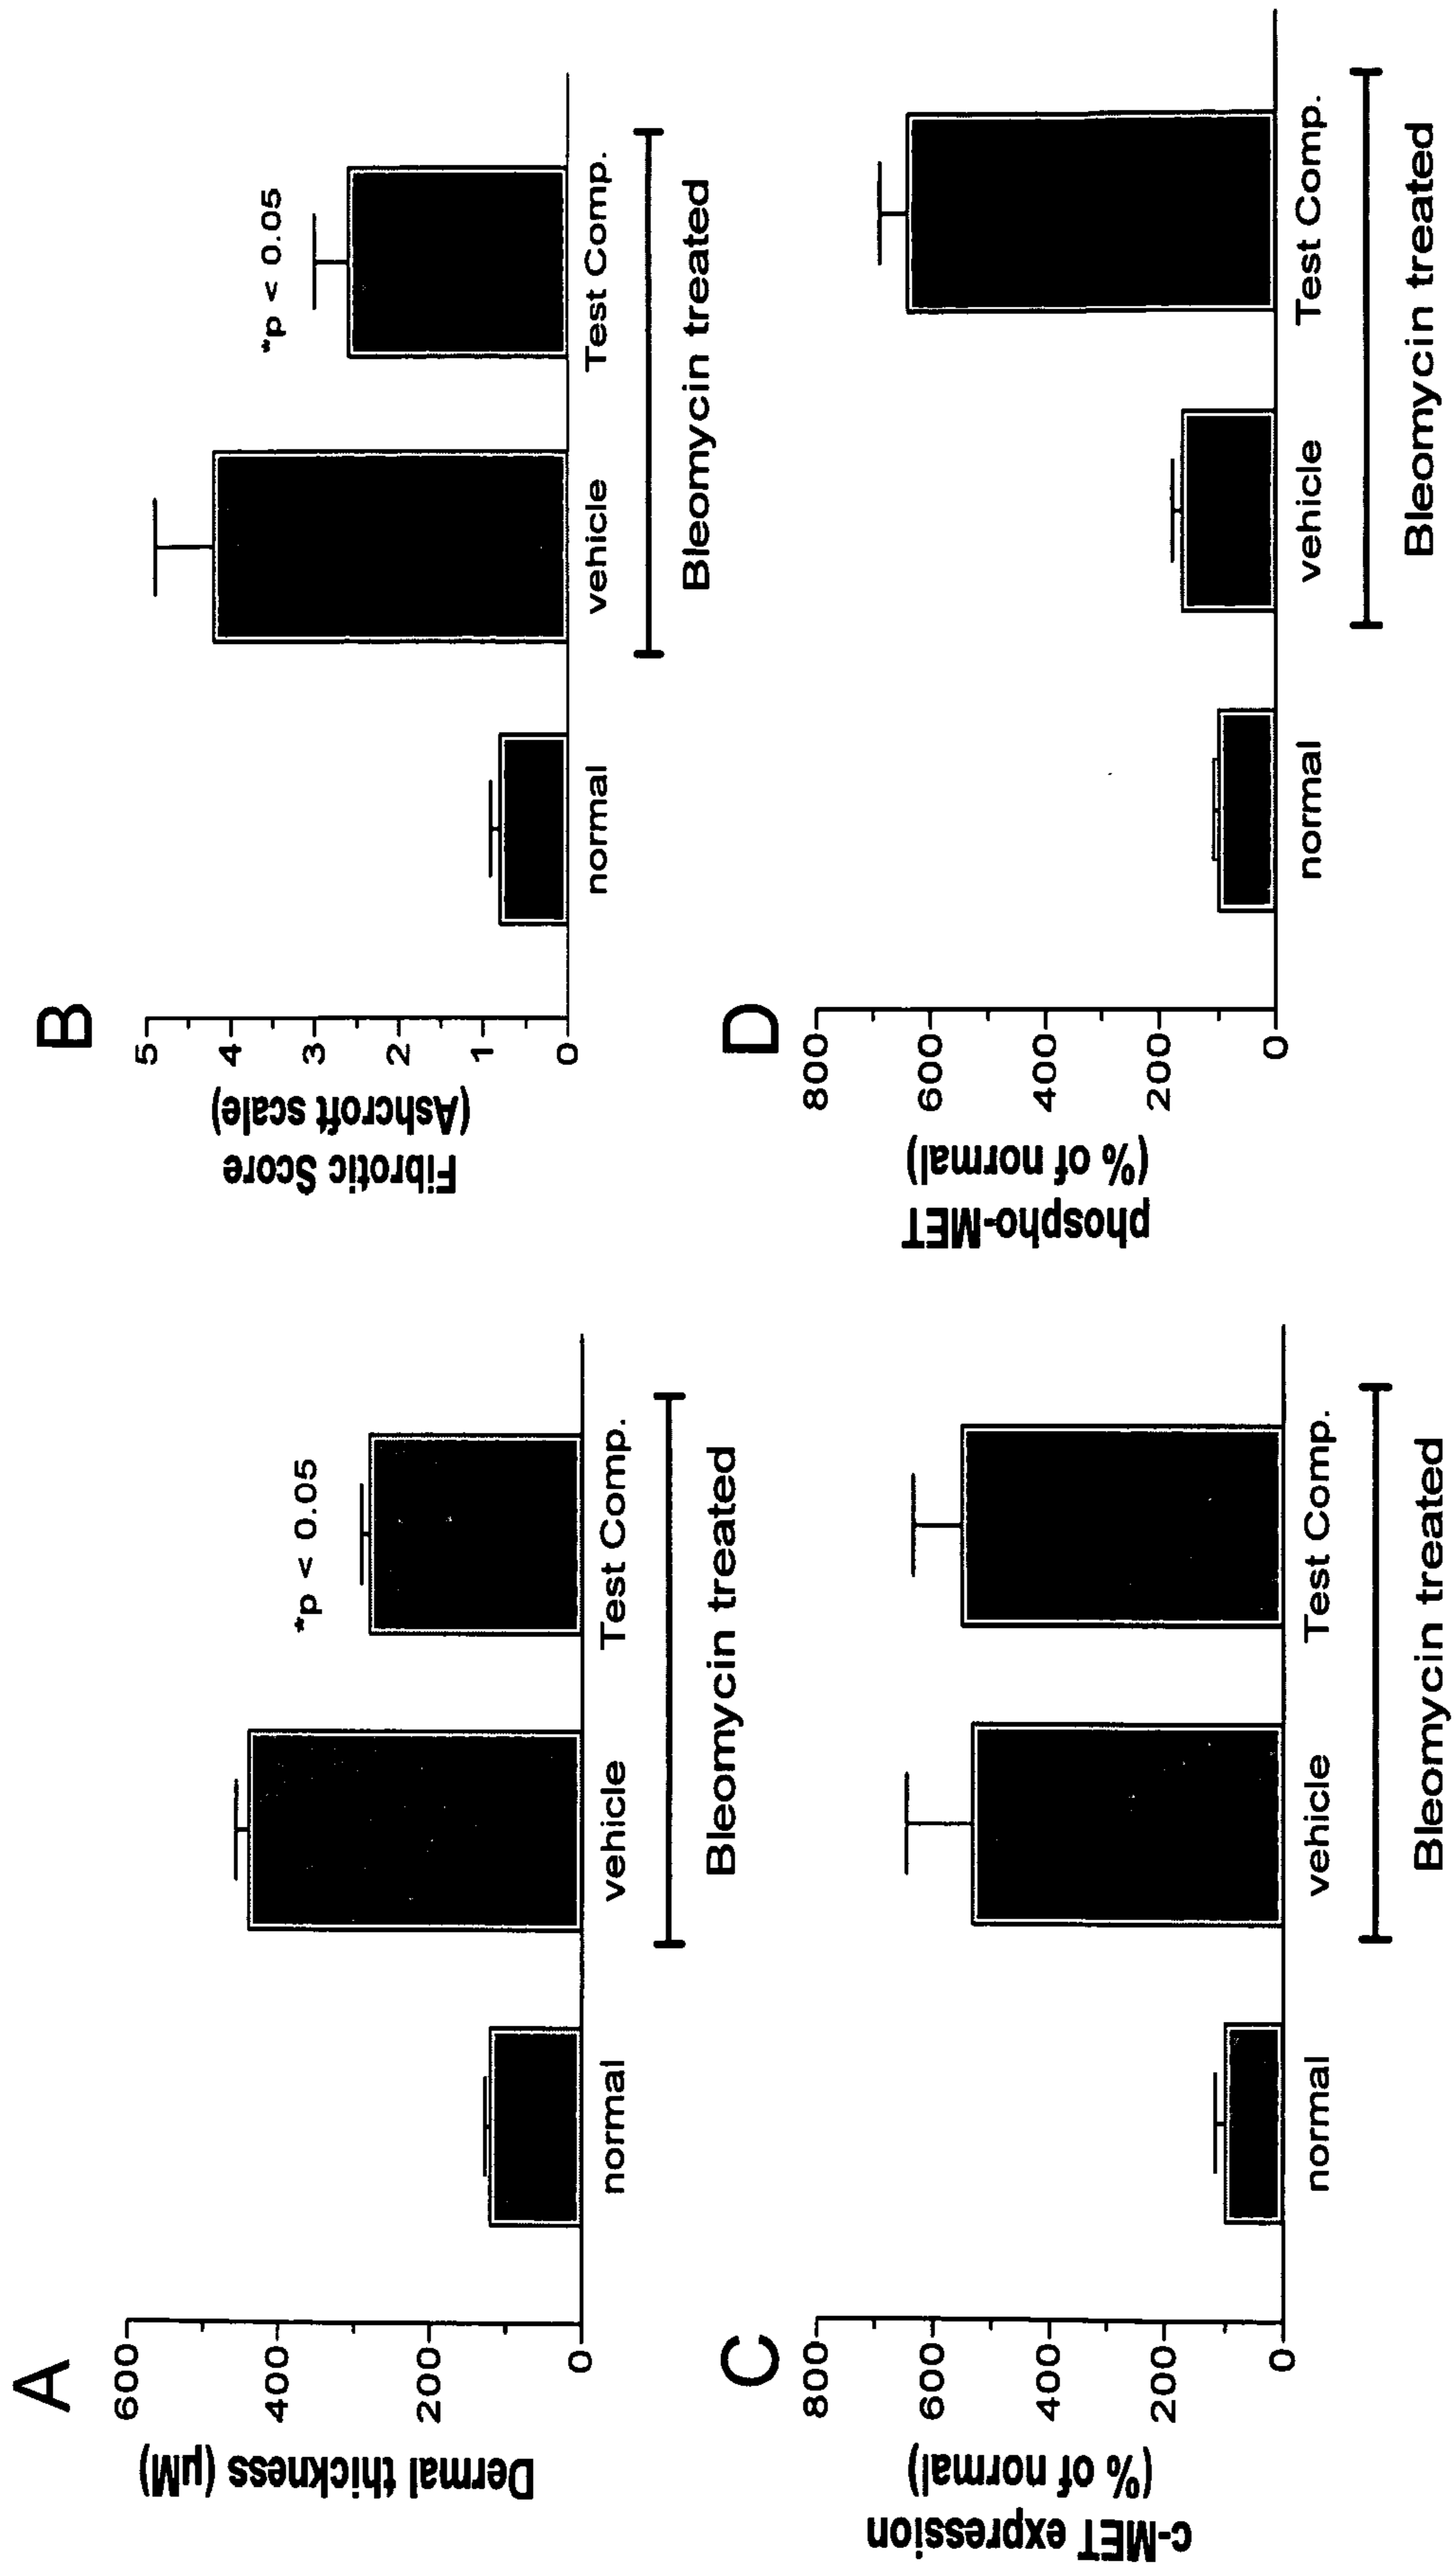 A
Dermal thickness (μM)
600
400
200
0
*p < 0.05
normal
vehicle
Test Comp.
Bleomycin treated
B
Fibrotic Score
(Ashcroft scale)
5
4
3
2
1
0
*p < 0.05
normal
vehicle
Test Comp.
Bleomycin treated
C
c-MET expression
(% of normal)
800
600
400
200
0
normal
vehicle
Test Comp.
Bleomycin treated
D
phospho-MET
(% of normal)
800
600
400
200
0
normal
vehicle
Test Comp.
Bleomycin treated